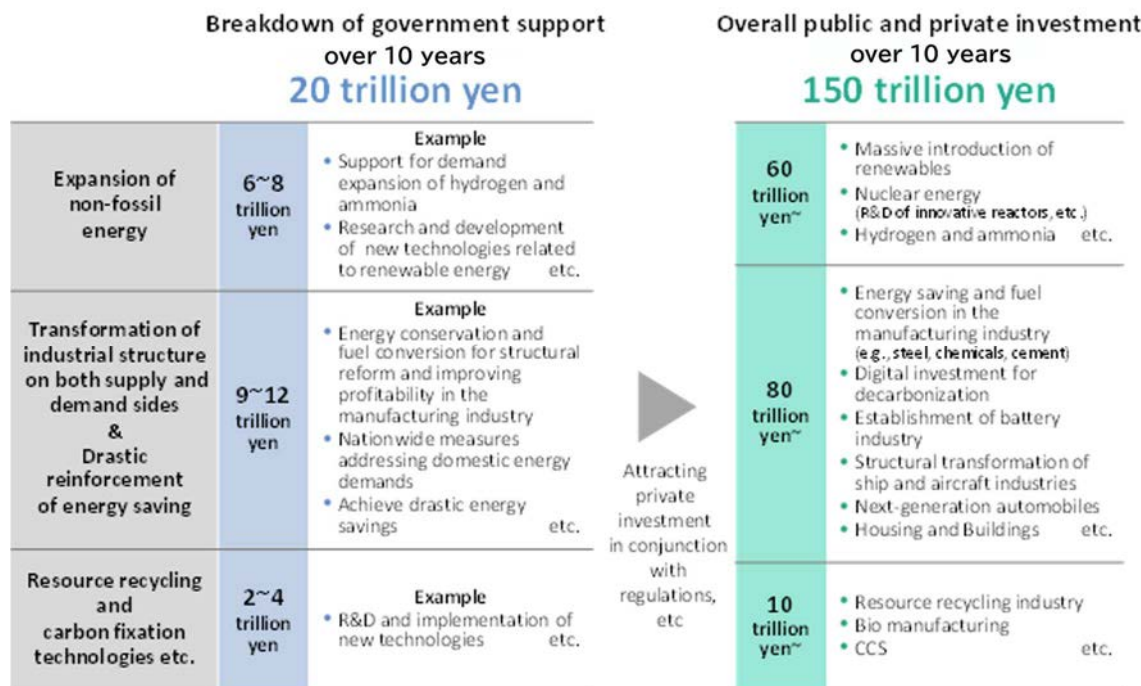 Breakdown of government support
over 10 years
20 trillion yen
Overall public and private investment
over 10 years
150 trillion yen
Expansion of
non-fossil
energy
6~8
trillion
yen
Example
• Support for demand
expansion of hydrogen and
ammonia
• Research and development
of new technologies related
to renewable energy etc.
60
trillion
yen~
• Massive introduction of
renewables
• Nuclear energy
(R&D of innovative reactors, etc.)
• Hydrogen and ammonia etc.
Transformation of
industrial structure
on both supply and
demand sides
&
Drastic
reinforcement
of energy saving
9~12
trillion
yen
Example
• Energy conservation and
fuel conversion for structural
reform and improving
profitability in the
manufacturing industry
• Nationwide measures
addressing domestic energy
demands
• Achieve drastic energy
savings etc.
Attracting
private
investment
in conjunction
with
regulations,
etc
80
trillion
yen~
• Energy saving and fuel
conversion in the
manufacturing industry
(e.g., steel, chemicals, cement)
• Digital investment for
decarbonization
• Establishment of battery
industry
• Structural transformation of
ship and aircraft industries
• Next-generation automobiles
• Housing and Buildings etc.
Resource recycling
and
carbon fixation
technologies etc.
2~4
trillion
yen
Example
• R&D and implementation of
new technologies etc.
10
trillion
yen~
• Resource recycling industry
• Bio manufacturing
• CCS etc.